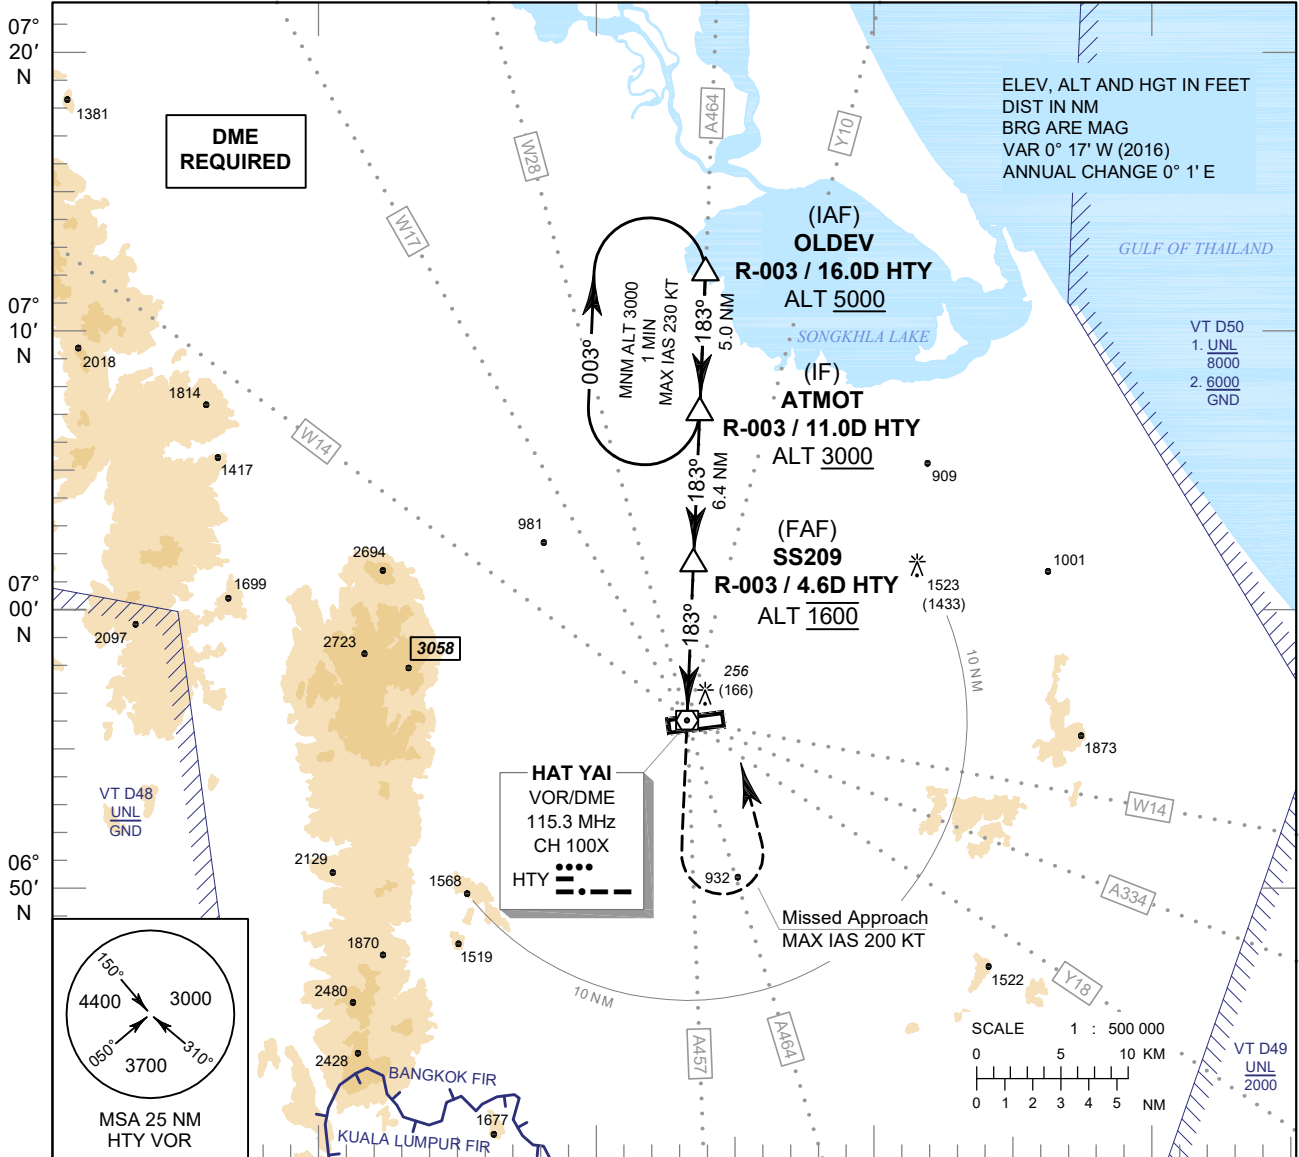 07°
20'
N
1381
DME
REQUIRED
W28
A464
Y10
ELEV, ALT AND HGT IN FEET
DIST IN NM
BRG ARE MAG
VAR 0° 17' W (2016)
ANNUAL CHANGE 0° 1' E
W17
(IAF)
OLDEV
R-003 / 16.0D HTY
ALT 5000
GULF OF THAILAND
SONGKHLA LAKE
VT D50
1. UNL
8000
2. 6000
GND
07°
10'
N
2018
1814
1417
W14
003°
MNM ALT 3000
1 MIN
MAX IAS 230 KT
183°
5.0 NM
(IF)
ATMOT
R-003 / 11.0D HTY
ALT 3000
183°
6.4 NM
909
981
(FAF)
SS209
R-003 / 4.6D HTY
ALT 1600
1523
(1433)
1001
2694
1699
07°
00'
N
2097
2723
3058
183°
256
(166)
10 NM
1873
HAT YAI
VOR/DME
115.3 MHz
CH 100X
HTY
VT D48
UNL
GND
W14
A334
Y18
2129
1568
932
06°
50'
N
Missed Approach
MAX IAS 200 KT
1870
1519
1522
2480
10 NM
2428
A457
A464
150°
4400
3000
050°
310°
3700
MSA 25 NM
HTY VOR
BANGKOK FIR
KUALA LUMPUR FIR
1677
SCALE 1 : 500 000
0 5 10 KM
0 1 2 3 4 5 NM
VT D49
UNL
2000